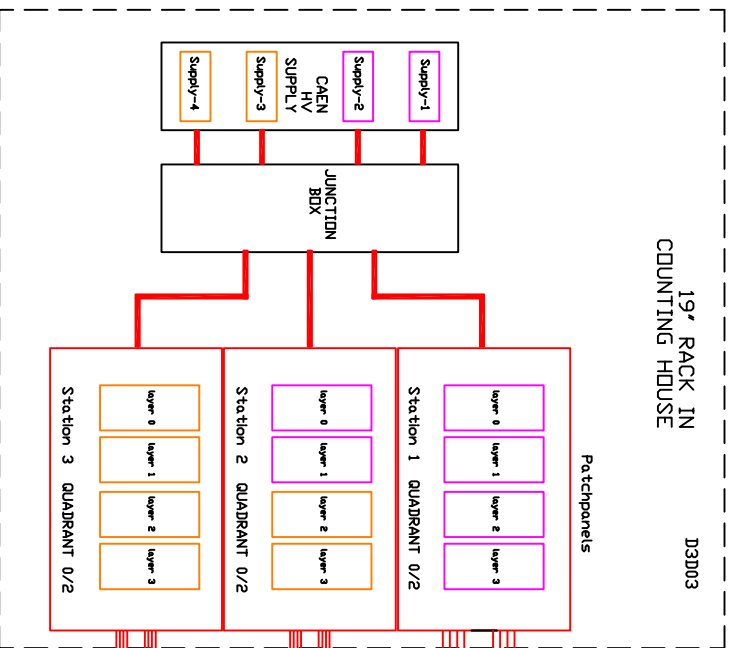 19" RACK IN
COUNTING HOUSE
D3D03
CAEN
HV
SUPPLY
Supply-1
Supply-2
Supply-3
Supply-4
JUNCTION
BOX
Patchpanels
layer 0
layer 1
layer 2
layer 3
Station 1 QUADRANT 0/2
layer 0
layer 1
layer 2
layer 3
Station 2 QUADRANT 0/2
layer 0
layer 1
layer 2
layer 3
Station 3 QUADRANT 0/2